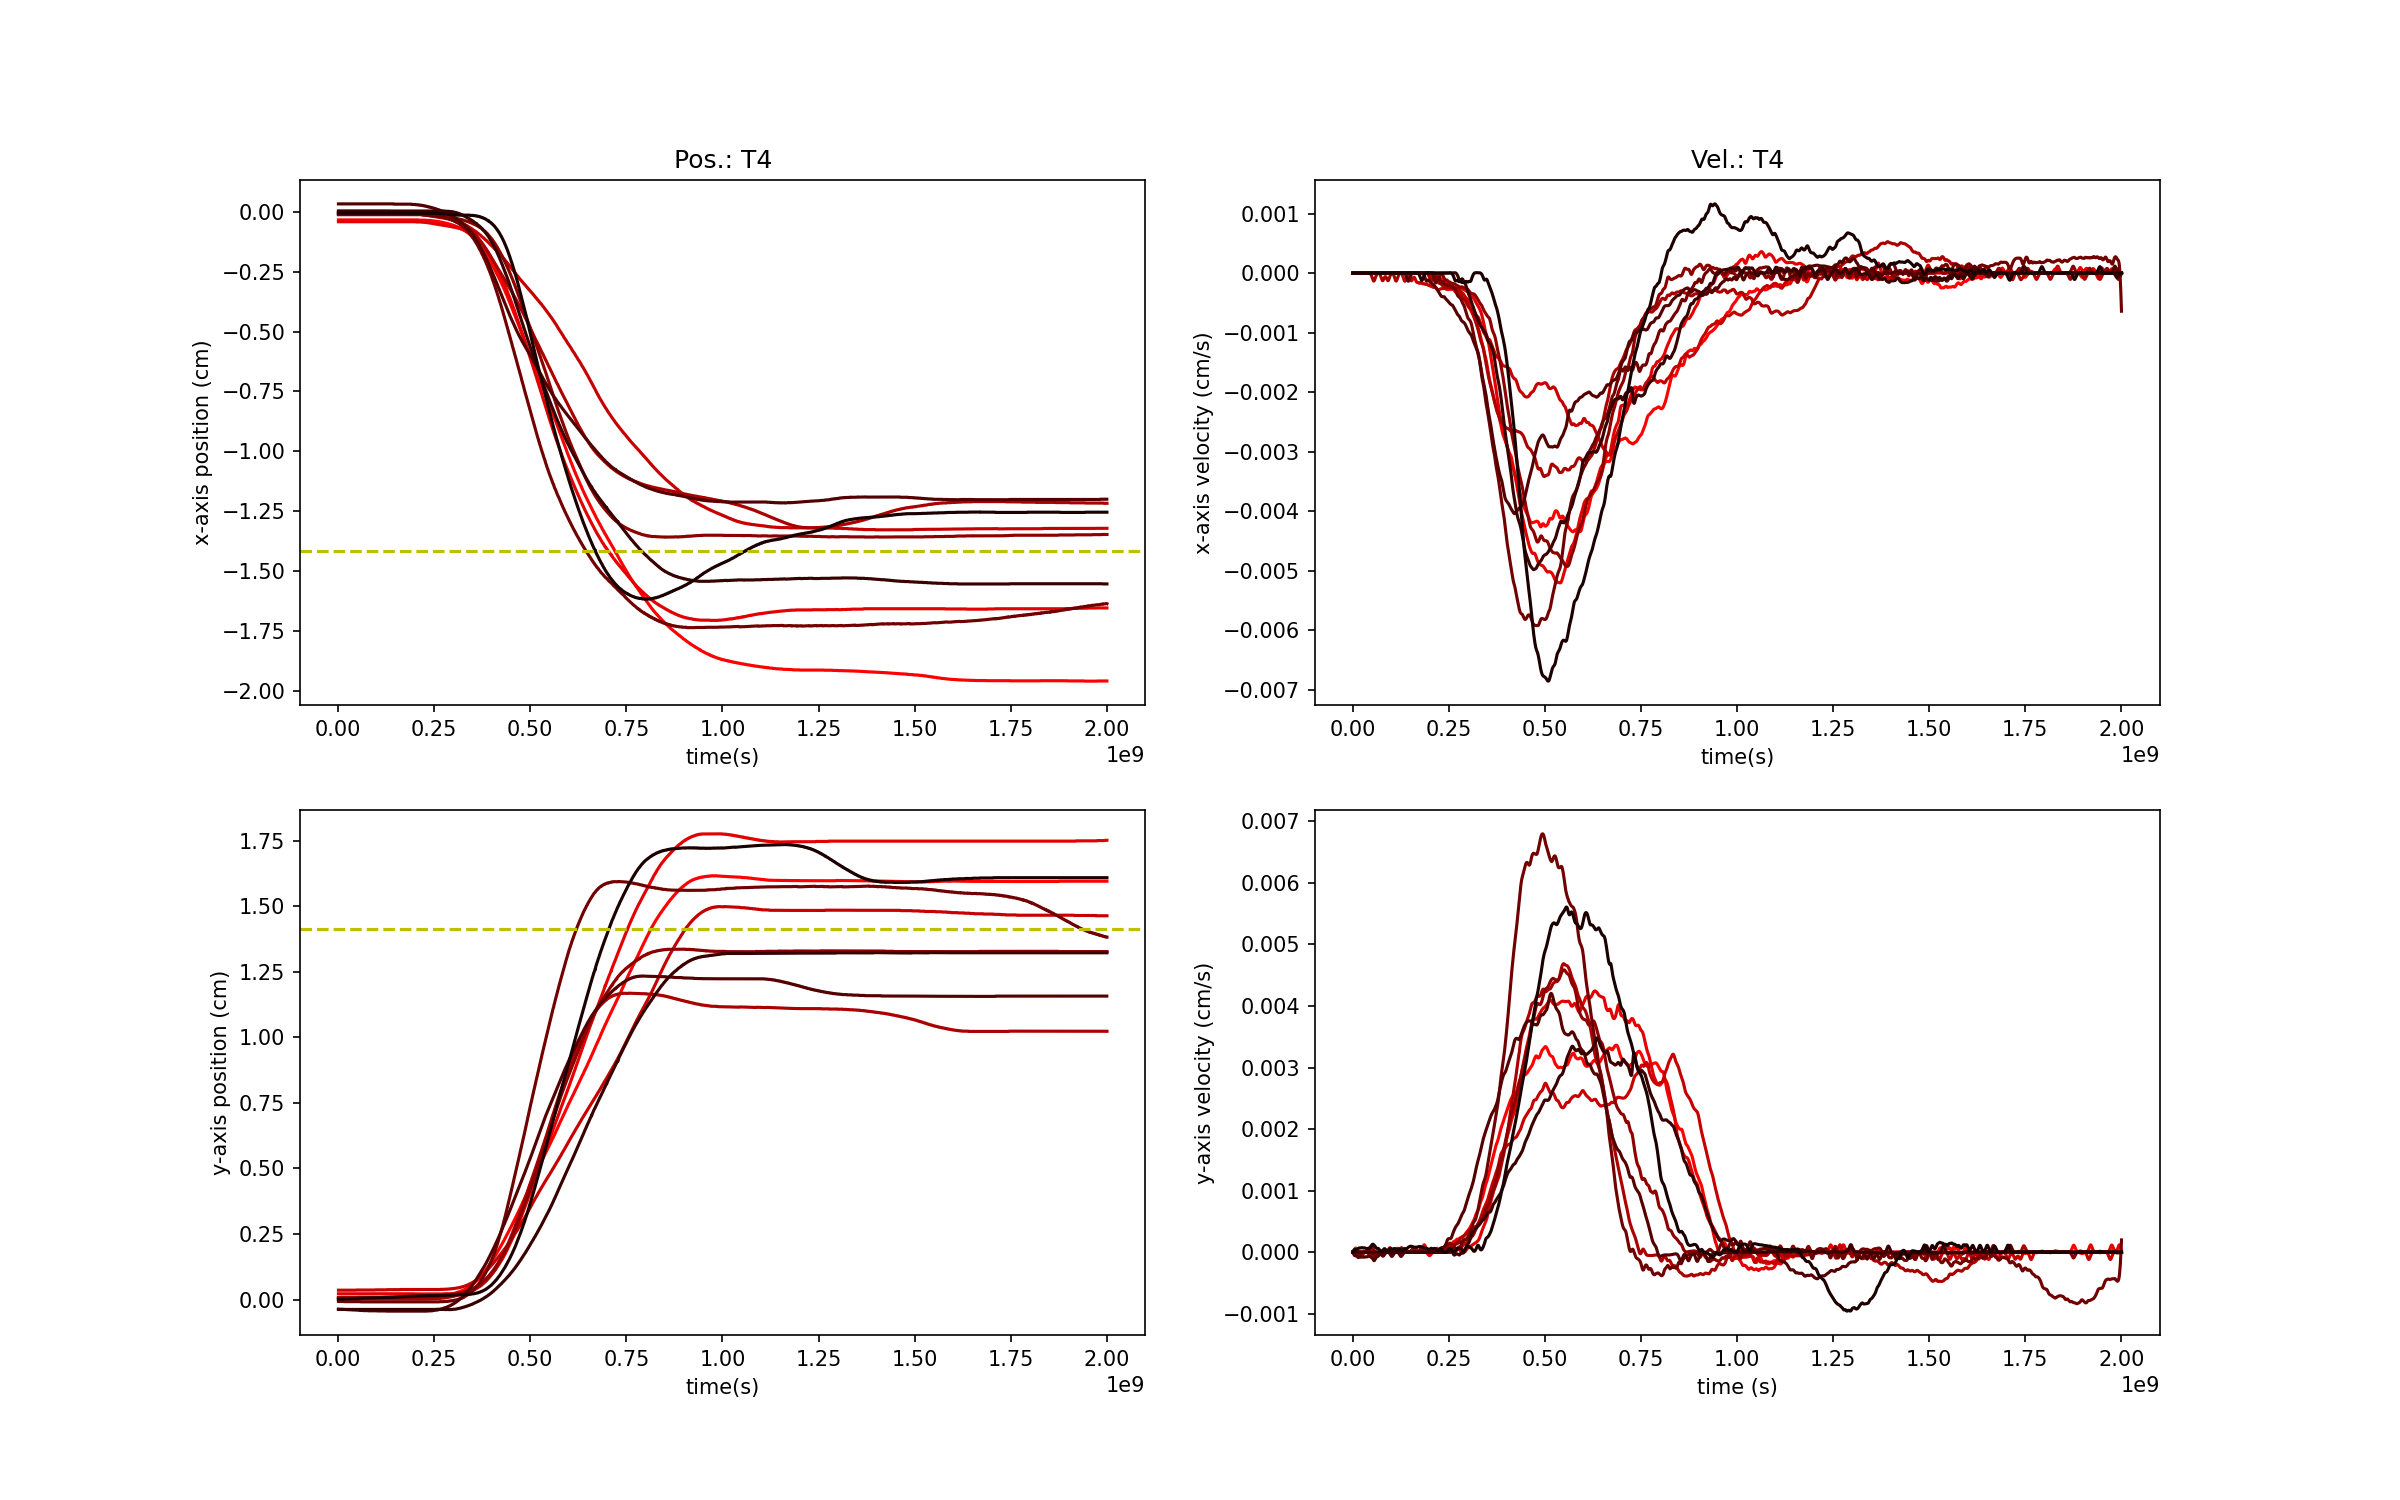 Pos.: T4
Vel.: T4
x-axis position (cm)
0.00
−0.25
−0.50
−0.75
−1.00
−1.25
−1.50
−1.75
−2.00
0.00 0.25 0.50 0.75 1.00 1.25 1.50 1.75 2.00
time(s)
1e9
x-axis velocity (cm/s)
0.001
0.000
−0.001
−0.002
−0.003
−0.004
−0.005
−0.006
−0.007
0.00 0.25 0.50 0.75 1.00 1.25 1.50 1.75 2.00
time(s)
1e9
y-axis position (cm)
1.75
1.50
1.25
1.00
0.75
0.50
0.25
0.00
0.00 0.25 0.50 0.75 1.00 1.25 1.50 1.75 2.00
time(s)
1e9
y-axis velocity (cm/s)
0.007
0.006
0.005
0.004
0.003
0.002
0.001
0.000
−0.001
0.00 0.25 0.50 0.75 1.00 1.25 1.50 1.75 2.00
time (s)
1e9